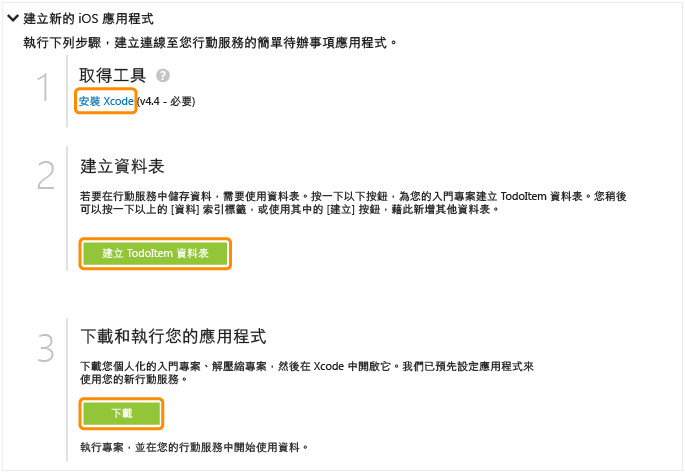 建立新的 iOS 應用程式
執行下列步驟，建立連線至您行動服務的簡單待辦事項應用程式。
1
取得工具 ?
安裝 Xcode (v4.4 - 必要)
2
建立資料表
若要在行動服務中儲存資料，需要使用資料表。按一下以下按鈕，為您的入門專案建立 TodoItem 資料表。您稍後
可以按一下以上的 [資料] 索引標籤，或使用其中的 [建立] 按鈕，藉此新增其他資料表。
建立 TodoItem 資料表
3
下載和執行您的應用程式
下載您個人化的入門專案、解壓縮專案，然後在 Xcode 中開啟它。我們已預先設定應用程式來
使用您的新行動服務。
下載
執行專案，並在您的行動服務中開始使用資料。